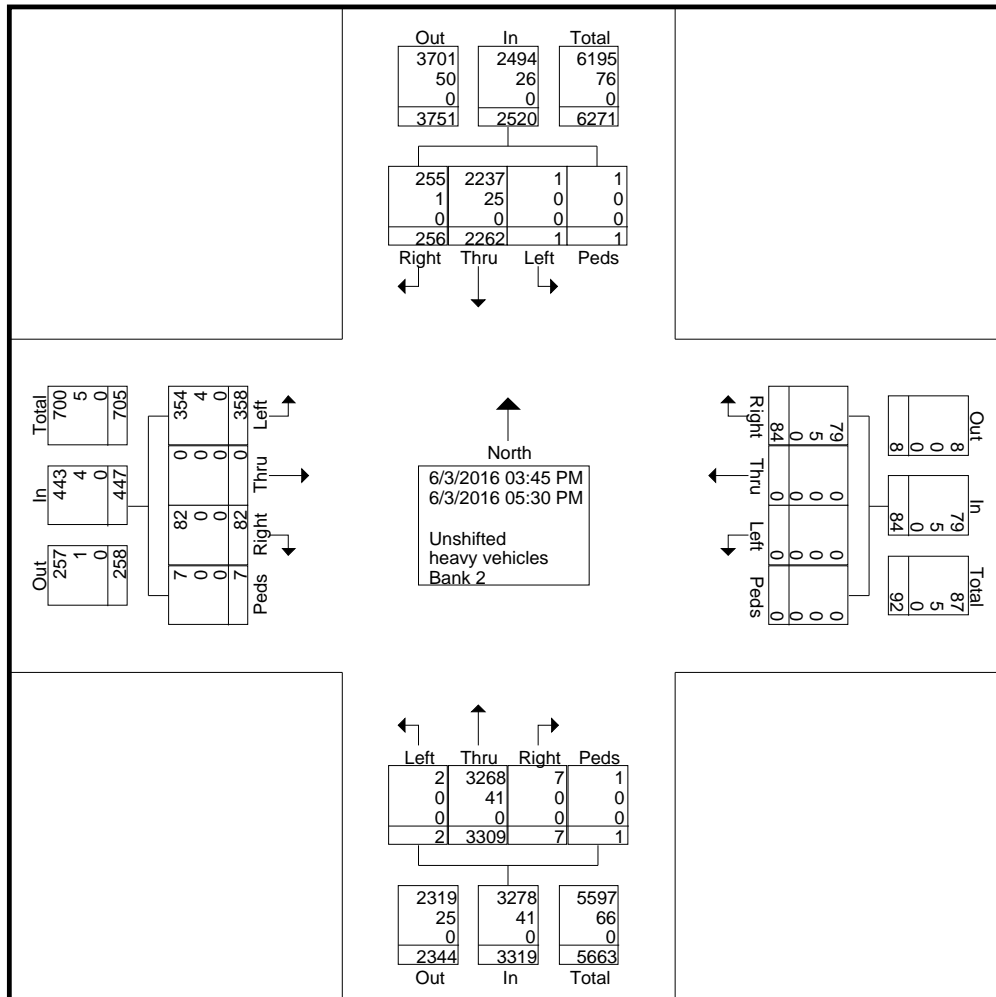 Out In Total
3701 2494 6195
50 26 76
0 0 0
3751 2520 6271
255 2237 1 1
1 25 0 0
0 0 0 0
256 2262 1 1
Right Thru Left Peds
Total
700
5
0
705
In
443
4
0
447
Out
257
1
0
258
354
4
0
358
Left
0
0
0
0
Thru
82
0
0
82
Right
7
0
0
7
Peds
North
6/3/2016 03:45 PM
6/3/2016 05:30 PM
Unshifted
heavy vehicles
Bank 2
Right
79
5
0
84
Thru
0
0
0
0
Left
0
0
0
0
Peds
0
0
0
0
Out
8
0
0
8
In
79
5
0
84
Total
87
5
0
92
Left Thru Right Peds
2 3268 7 1
0 41 0 0
0 0 0 0
2 3309 7 1
2319 3278 5597
25 41 66
0 0 0
2344 3319 5663
Out In Total